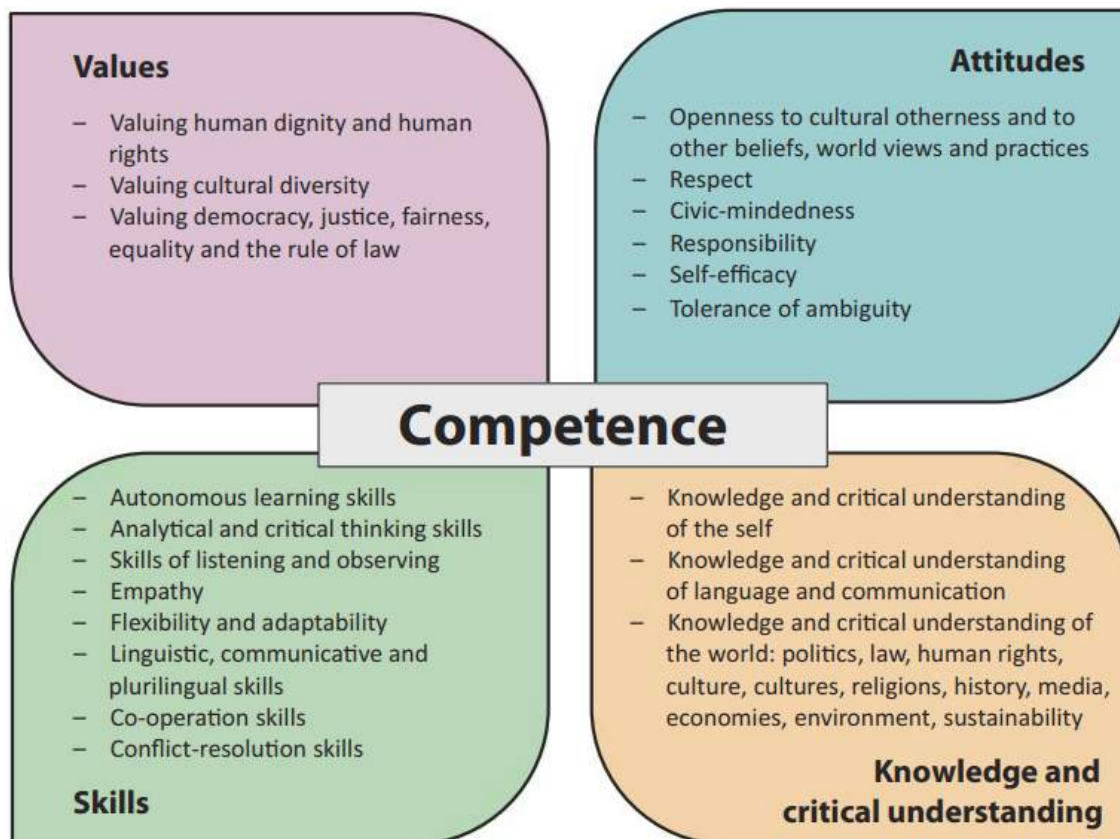 Values
– Valuing human dignity and human
rights
– Valuing cultural diversity
– Valuing democracy, justice, fairness,
equality and the rule of law
Attitudes
– Openness to cultural otherness and to
other beliefs, world views and practices
– Respect
– Civic-mindedness
– Responsibility
– Self-efficacy
– Tolerance of ambiguity
Competence
– Autonomous learning skills
– Analytical and critical thinking skills
– Skills of listening and observing
– Empathy
– Flexibility and adaptability
– Linguistic, communicative and
plurilingual skills
– Co-operation skills
– Conflict-resolution skills
Skills
– Knowledge and critical understanding
of the self
– Knowledge and critical understanding
of language and communication
– Knowledge and critical understanding of
the world: politics, law, human rights,
culture, cultures, religions, history, media,
economies, environment, sustainability
Knowledge and
critical understanding